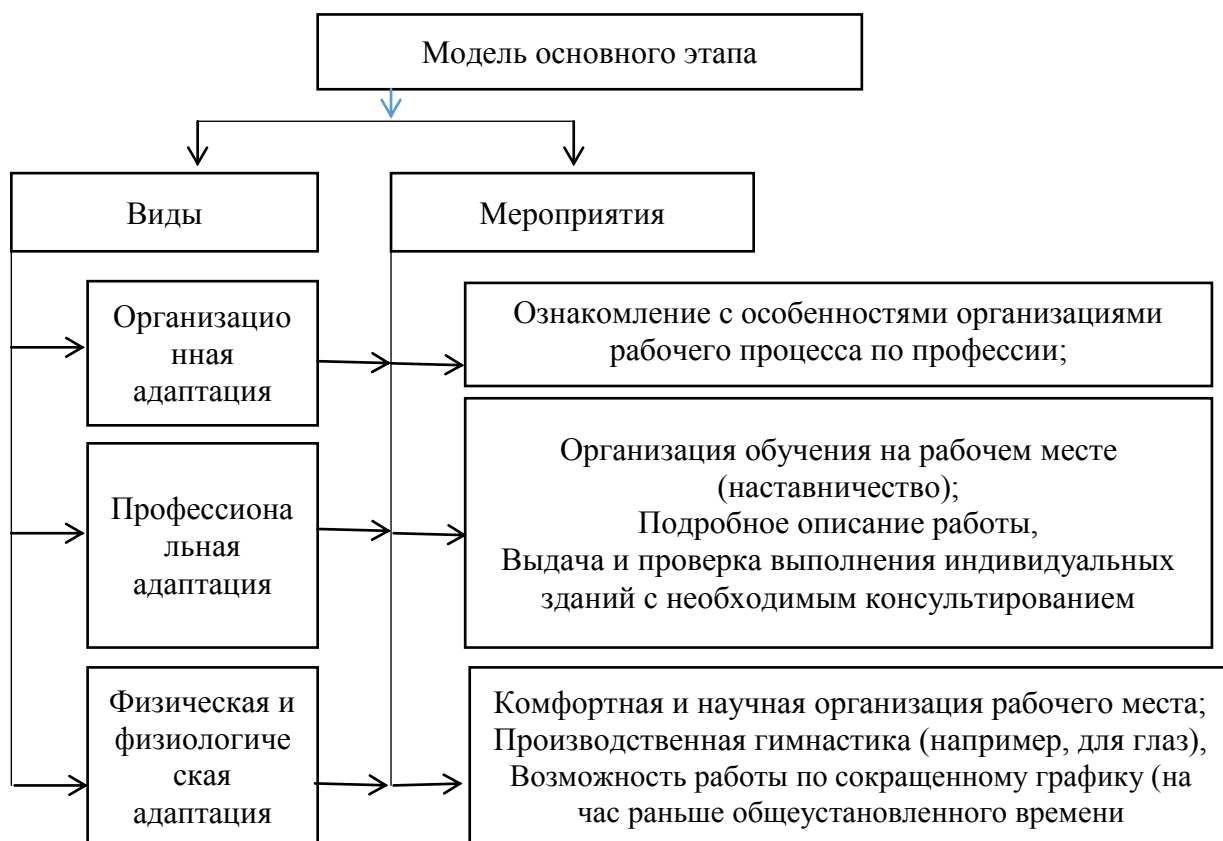 Модель основного этапа
Виды
Мероприятия
Организацио
нная
адаптация
Ознакомление с особенностями организациями
рабочего процесса по профессии;
Профессиона
льная
адаптация
Организация обучения на рабочем месте
(наставничество);
Подробное описание работы,
Выдача и проверка выполнения индивидуальных
зданий с необходимым консультированием
Физическая и
физиологиче
ская
адаптация
Комфортная и научная организация рабочего места;
Производственная гимнастика (например, для глаз),
Возможность работы по сокращенному графику (на
час раньше общеустановленного времени